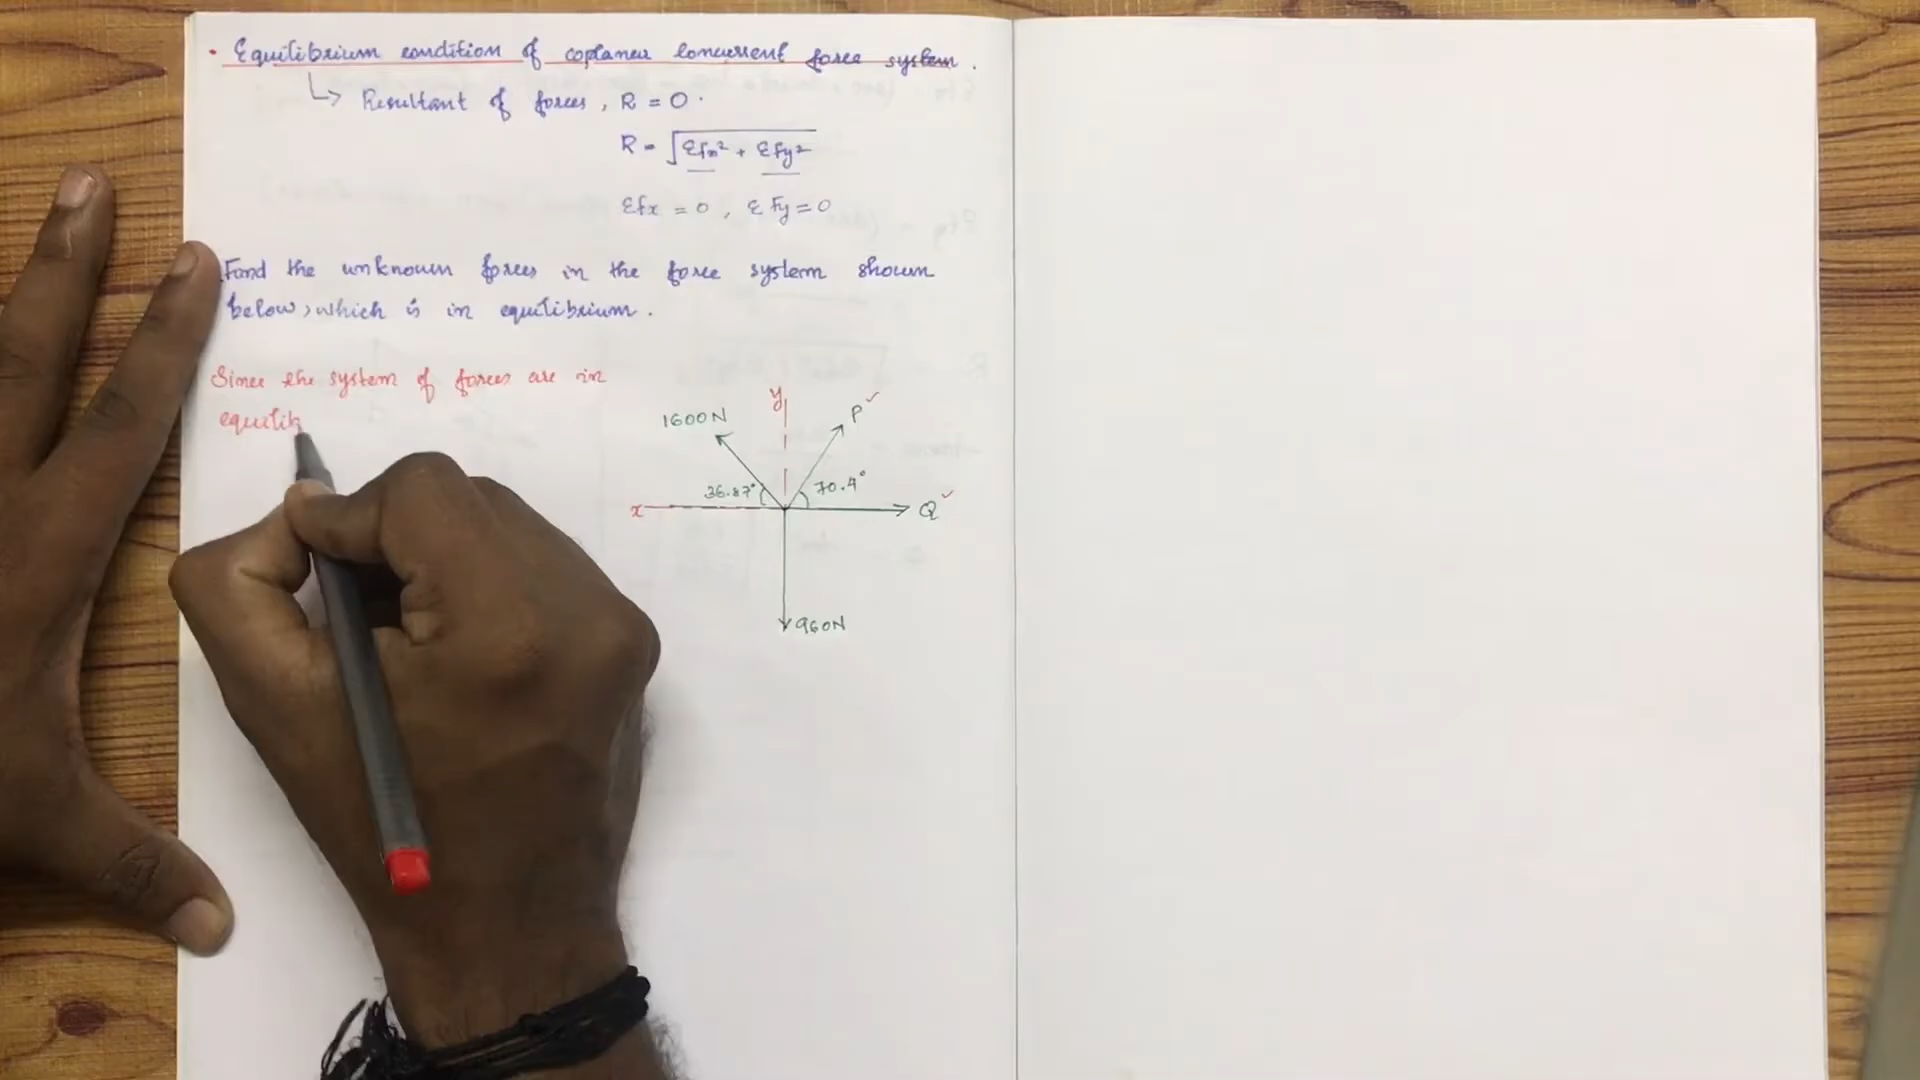 • Equilibrium condition of coplanar concurrent force system.
↳ Resultant of forces, R = 0.
R = √Σfx² + Σfy²
Σfx = 0, ΣFy = 0
Find the unknown forces in the force system shown
below, which is in equilibrium.
Since the system of forces are in
equilib
y
P ✓
1600N
36.87°
70.4°
x
Q ✓
960N